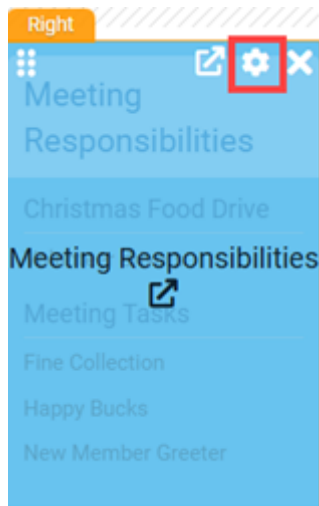 Right
Meeting
Responsibilities
Christmas Food Drive
Meeting Responsibilities
Meeting Tasks
Fine Collection
Happy Bucks
New Member Greeter